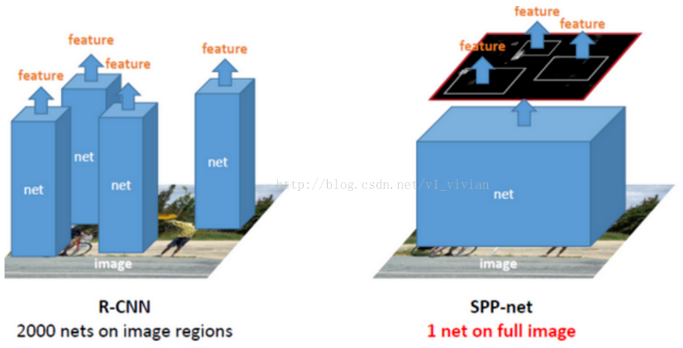 feature
feature
feature
feature
net
net
net
net
image
R-CNN
2000 nets on image regions
feature
feature
feature
net
image
SPP-net
1 net on full image
http://blog.csdn.net/v1_vivian